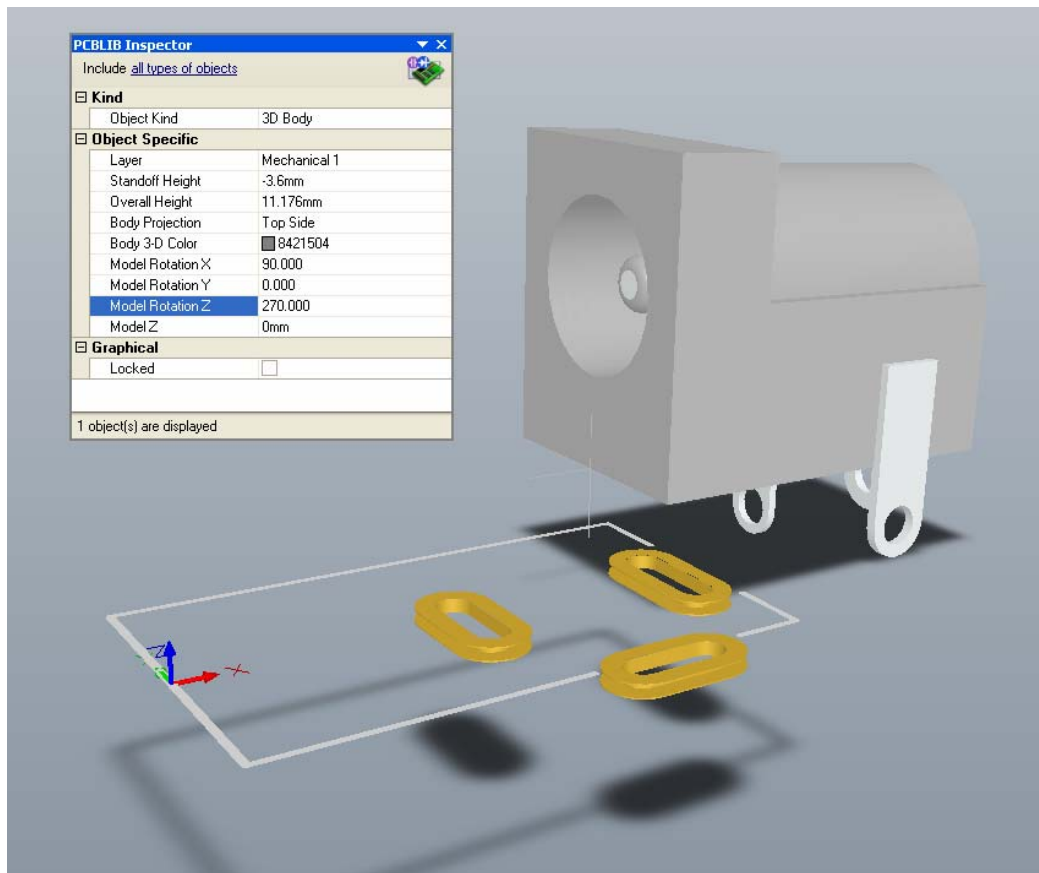 PCBLIB Inspector
Include all types of objects
Kind
Object Kind 3D Body
Object Specific
Layer Mechanical 1
Standoff Height -3.6mm
Overall Height 11.176mm
Body Projection Top Side
Body 3-D Color 8421504
Model Rotation X 90.000
Model Rotation Y 0.000
Model Rotation Z 270.000
Model Z 0mm
Graphical
Locked
1 object(s) are displayed
Z
X